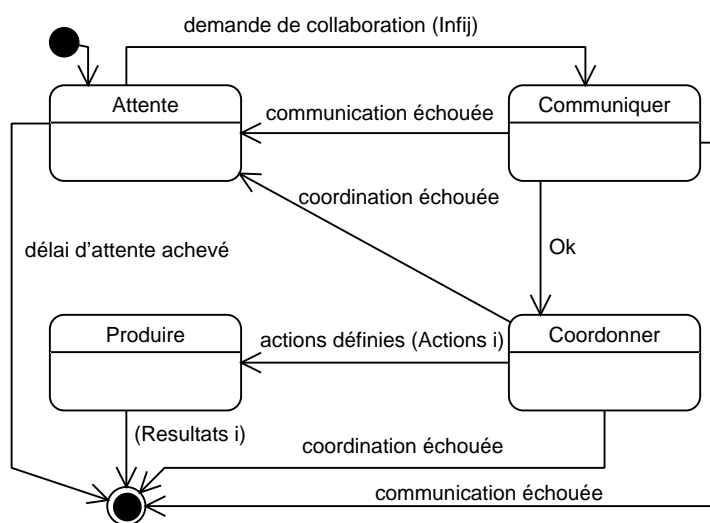 demande de collaboration (Infij)
Attente
Communiquer
communication échouée
coordination échouée
délai d'attente achevé
Ok
Produire
actions définies (Actions i)
Coordonner
(Resultats i)
coordination échouée
communication échouée